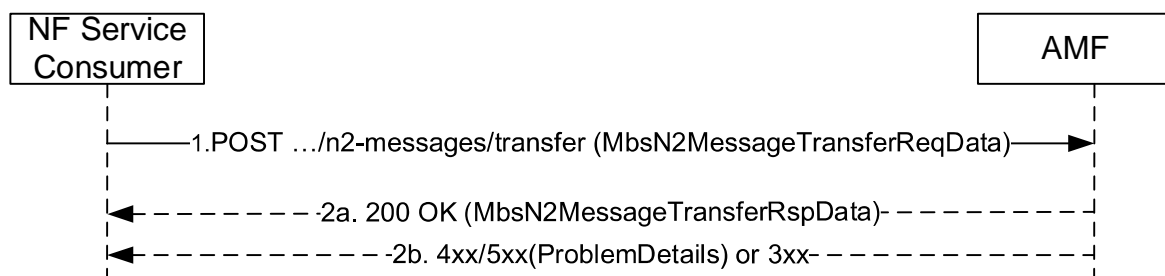 NF Service
Consumer
AMF
1.POST …/n2-messages/transfer (MbsN2MessageTransferReqData)
2a. 200 OK (MbsN2MessageTransferRspData)
2b. 4xx/5xx(ProblemDetails) or 3xx